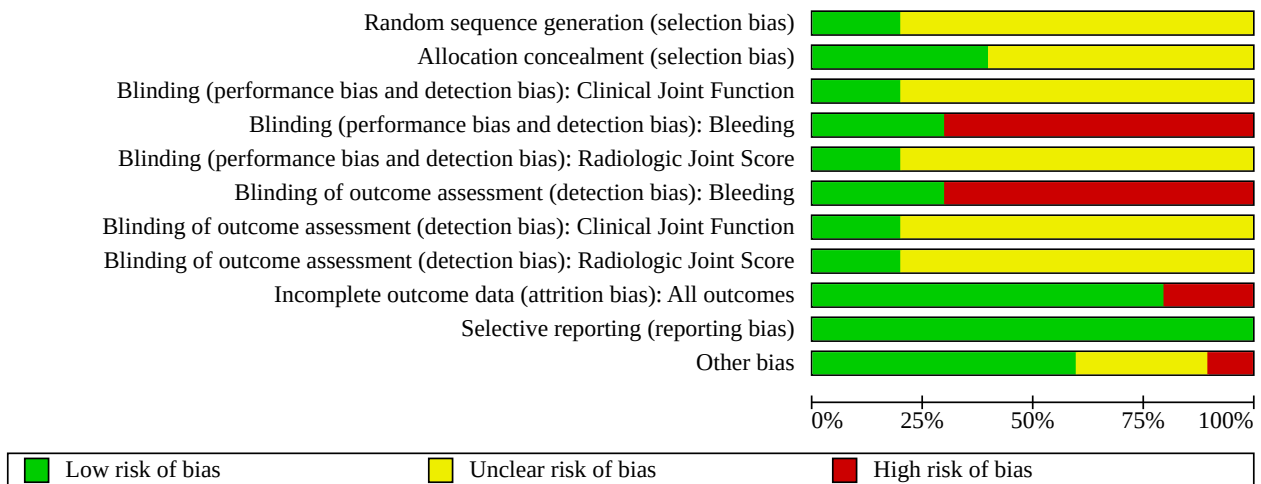 Random sequence generation (selection bias)
Allocation concealment (selection bias)
Blinding (performance bias and detection bias): Clinical Joint Function
Blinding (performance bias and detection bias): Bleeding
Blinding (performance bias and detection bias): Radiologic Joint Score
Blinding of outcome assessment (detection bias): Bleeding
Blinding of outcome assessment (detection bias): Clinical Joint Function
Blinding of outcome assessment (detection bias): Radiologic Joint Score
Incomplete outcome data (attrition bias): All outcomes
Selective reporting (reporting bias)
Other bias
0% 25% 50% 75% 100%
Low risk of bias Unclear risk of bias High risk of bias